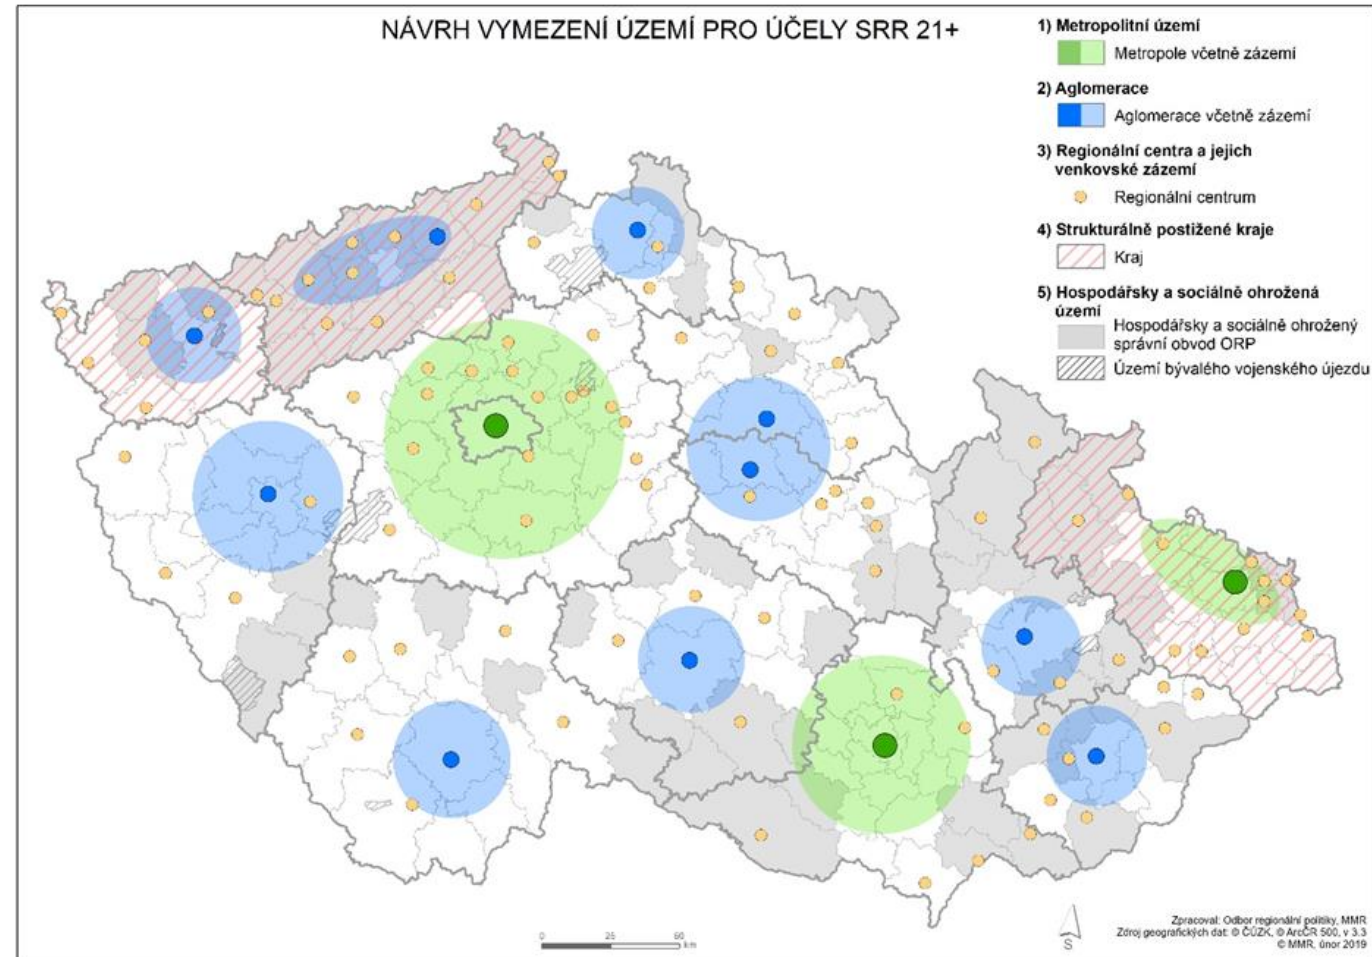 NÁVRH VYMEZENÍ ÚZEMÍ PRO ÚČELY SRR 21+
1) Metropolitní území
Metropole včetně zázemí
2) Aglomerace
Aglomerace včetně zázemí
3) Regionální centra a jejich
venkovské zázemí
Regionální centrum
4) Strukturálně postižené kraje
Kraj
5) Hospodářsky a sociálně ohrožená
území
Hospodářsky a sociálně ohrožený
správní obvod ORP
Území bývalého vojenského újezdu
0 25 50
km
S
Zpracoval: Odbor regionální politiky, MMR
Zdroj geografických dat: © ČÚZK, © ArcČR 500, v 3.3
© MMR, únor 2019